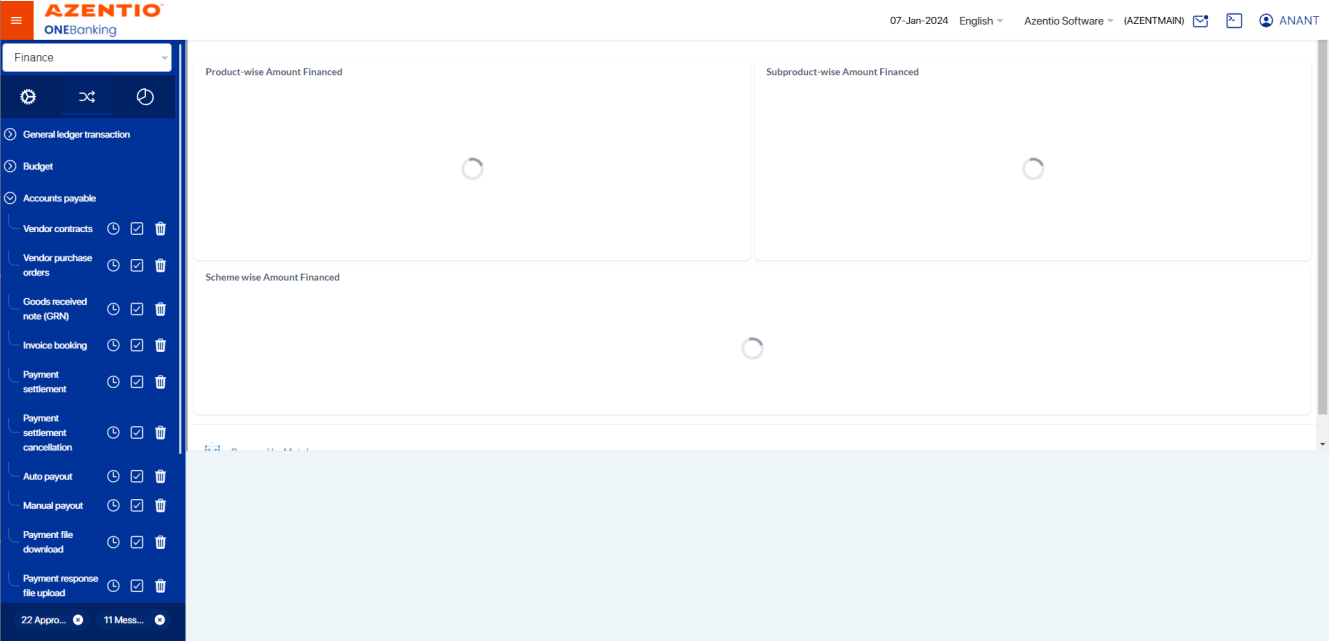 AZENTIO
ONEBanking
07-Jan-2024 English Azentio Software (AZENTMAIN) ANANT
Finance
General ledger transaction
Budget
Accounts payable
Vendor contracts
Vendor purchase
orders
Goods received
note (GRN)
Invoice booking
Payment
settlement
Payment
settlement
cancellation
Auto payout
Manual payout
Payment file
download
Payment response
file upload
22 Appro... 11 Mess...
Product-wise Amount Financed
Subproduct-wise Amount Financed
Scheme wise Amount Financed